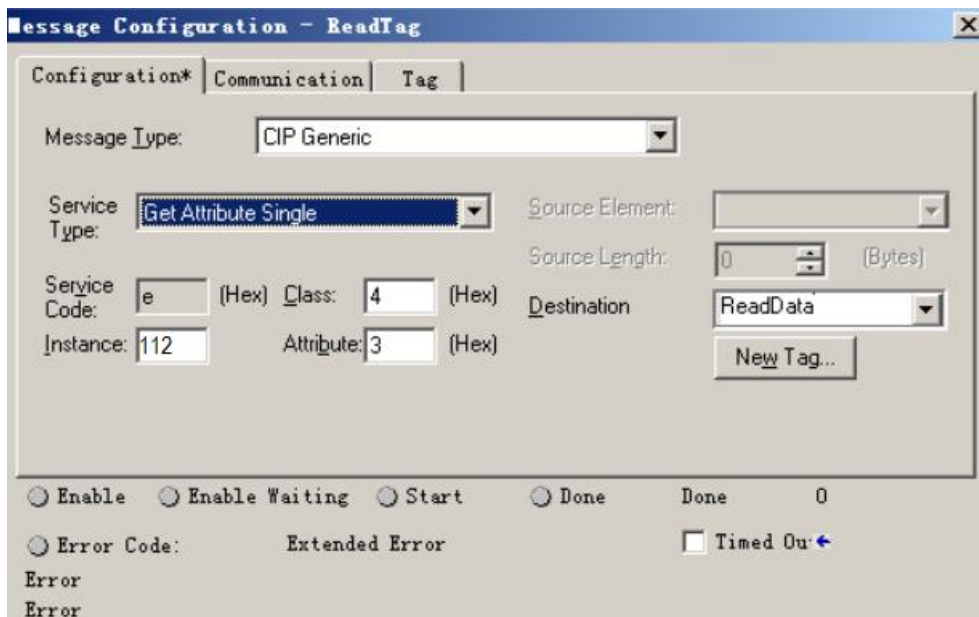 Message Configuration - ReadTag
Configuration* Communication Tag
Message Type: CIP Generic
Service Type: Get Attribute Single
Source Element:
Source Length: 0 (Bytes)
Service Code: e (Hex) Class: 4 (Hex)
Destination ReadData
Instance: 112 Attribute: 3 (Hex)
New Tag...
Enable Enable Waiting Start Done Done 0
Error Code: Extended Error Timed Ou
Error
Error